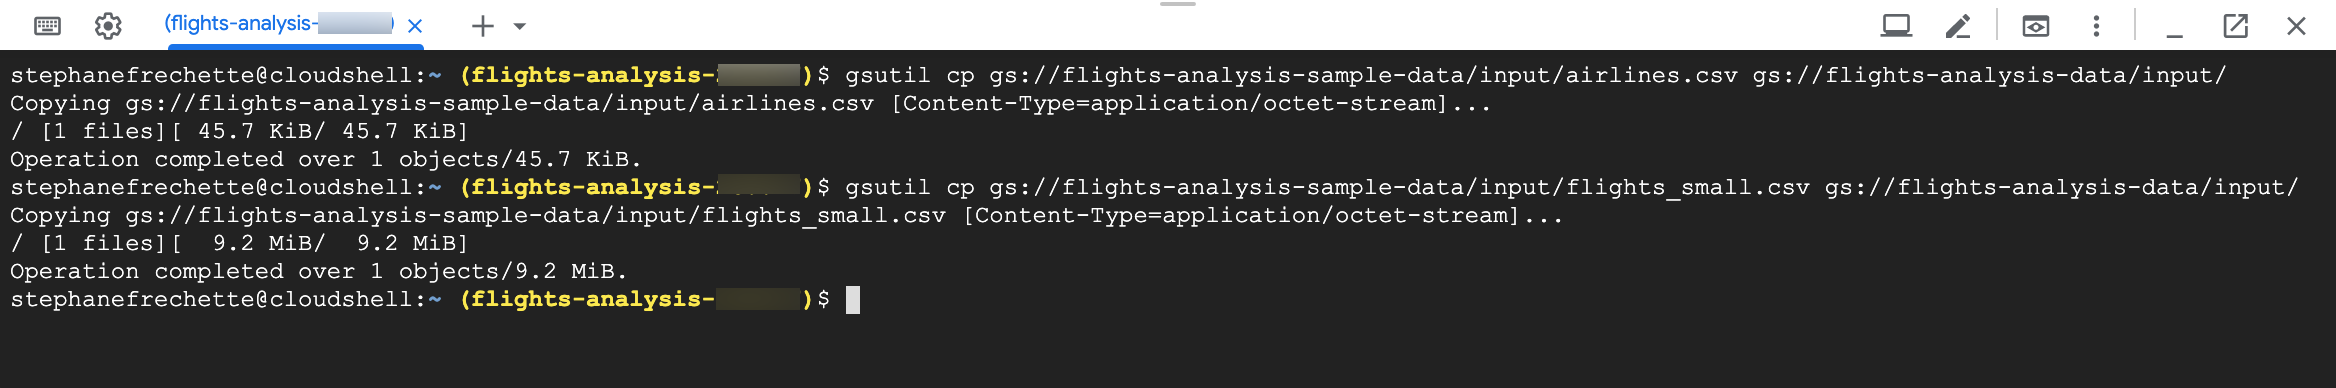 (flights-analysis-
stephanefrechette@cloudshell:~ (flights-analysis-)$ gsutil cp gs://flights-analysis-sample-data/input/airlines.csv gs://flights-analysis-data/input/
Copying gs://flights-analysis-sample-data/input/airlines.csv [Content-Type=application/octet-stream]...
/ [1 files][ 45.7 KiB/ 45.7 KiB]
Operation completed over 1 objects/45.7 KiB.
stephanefrechette@cloudshell:~ (flights-analysis-)$ gsutil cp gs://flights-analysis-sample-data/input/flights_small.csv gs://flights-analysis-data/input/
Copying gs://flights-analysis-sample-data/input/flights_small.csv [Content-Type=application/octet-stream]...
/ [1 files][  9.2 MiB/  9.2 MiB]
Operation completed over 1 objects/9.2 MiB.
stephanefrechette@cloudshell:~ (flights-analysis-)$